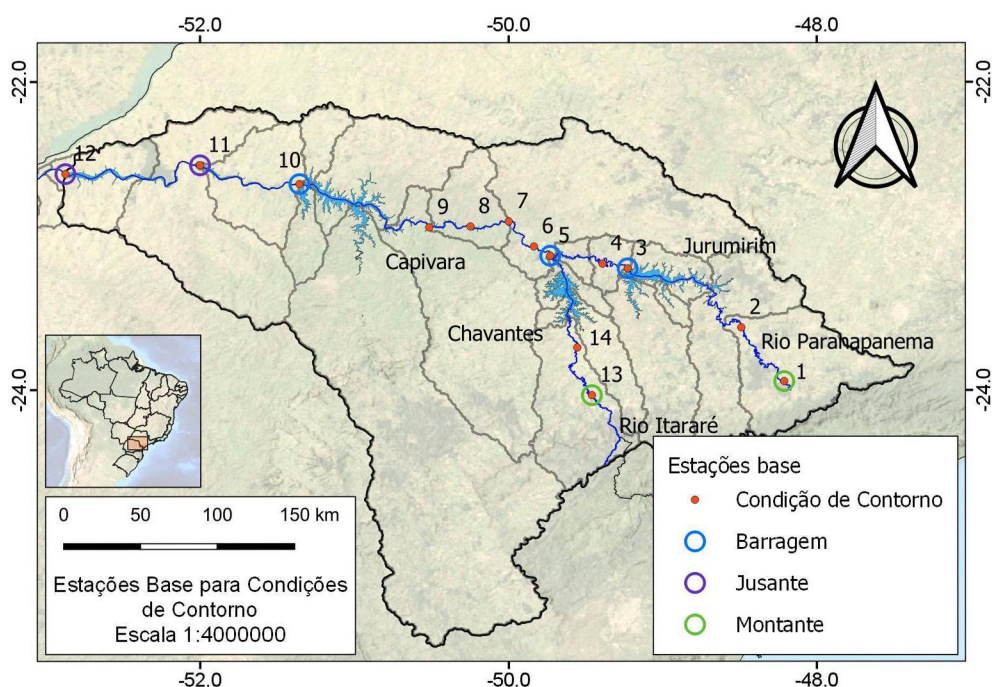 -52.0
-50.0
-48.0
-22.0
-22.0
12
11
10
9
8
7
6
5
4
3
Jurumirim
Capivara
2
Chavantes
Rio Paranapanema
14
1
13
-24.0
-24.0
Rio Itararé
Estações base
Condição de Contorno
Barragem
Jusante
Montante
0
50
100
150 km
Estações Base para Condições
de Contorno
Escala 1:4000000
-52.0
-50.0
-48.0